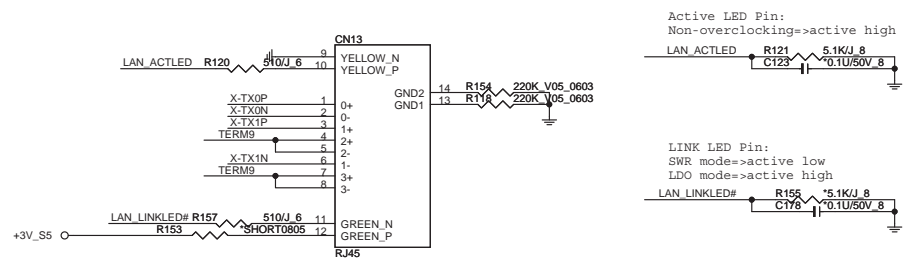 Active LED Pin:
Non-overclocking=>active high
CN13
LAN_ACTLED R120 510/J_6
9 YELLOW_N
10 YELLOW_P
LAN_ACTLED R121 5.1K/J_8
C123 *0.1U/50V_8
GND2 14 R154 220K_V05_0603
GND1 13 R118 220K_V05_0603
X-TX0P 1 0+
X-TX0N 2 0-
X-TX1P 3 1+
TERM9 4 2+
5 2-
X-TX1N 6 1-
TERM9 7 3+
8 3-
LINK LED Pin:
SWR mode=>active low
LDO mode=>active high
LAN_LINKLED# R155 *5.1K/J_8
C178 *0.1U/50V_8
LAN_LINKLED# R157 510/J_6 11 GREEN_N
+3V_S5 R153 *SHORT0805 12 GREEN_P
RJ45